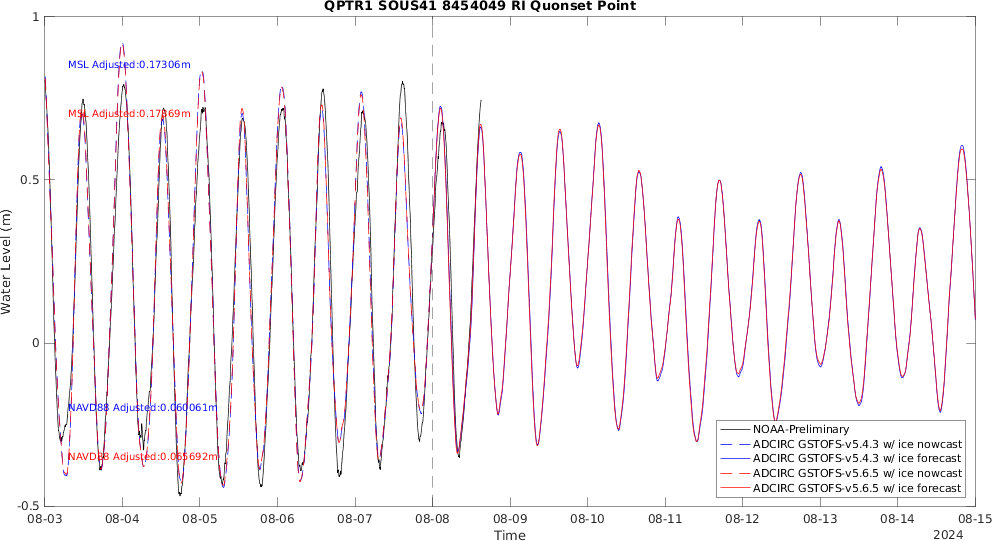 QPTR1 SOUS41 8454049 RI Quonset Point
1
0.5
0
-0.5
Water Level (m)
MSL Adjusted:0.17306m
MSL Adjusted:0.17369m
NAVD88 Adjusted:0.060061m
NAVD88 Adjusted:0.065692m
NOAA-Preliminary
ADCIRC GSTOFS-v5.4.3 w/ ice nowcast
ADCIRC GSTOFS-v5.4.3 w/ ice forecast
ADCIRC GSTOFS-v5.6.5 w/ ice nowcast
ADCIRC GSTOFS-v5.6.5 w/ ice forecast
08-03 08-04 08-05 08-06 08-07 08-08 08-09 08-10 08-11 08-12 08-13 08-14 08-15
Time
2024